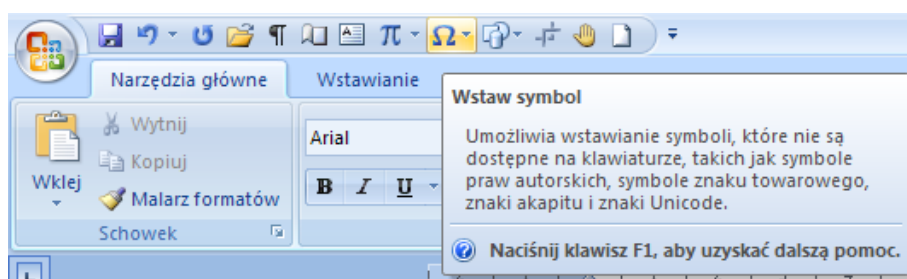 ¶ π Ω
Narzędzia główne Wstawianie
Wstaw symbol
Umożliwia wstawianie symboli, które nie są
dostępne na klawiaturze, takich jak symbole
praw autorskich, symbole znaku towarowego,
znaki akapitu i znaki Unicode.
Naciśnij klawisz F1, aby uzyskać dalszą pomoc.
Wklej
Wytnij
Kopiuj
Malarz formatów
Schowek
Arial
B I U